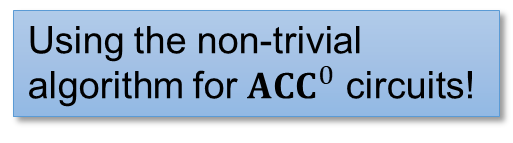 Using the non-trivial
algorithm for 𝐀𝐂𝐂⁰ circuits!